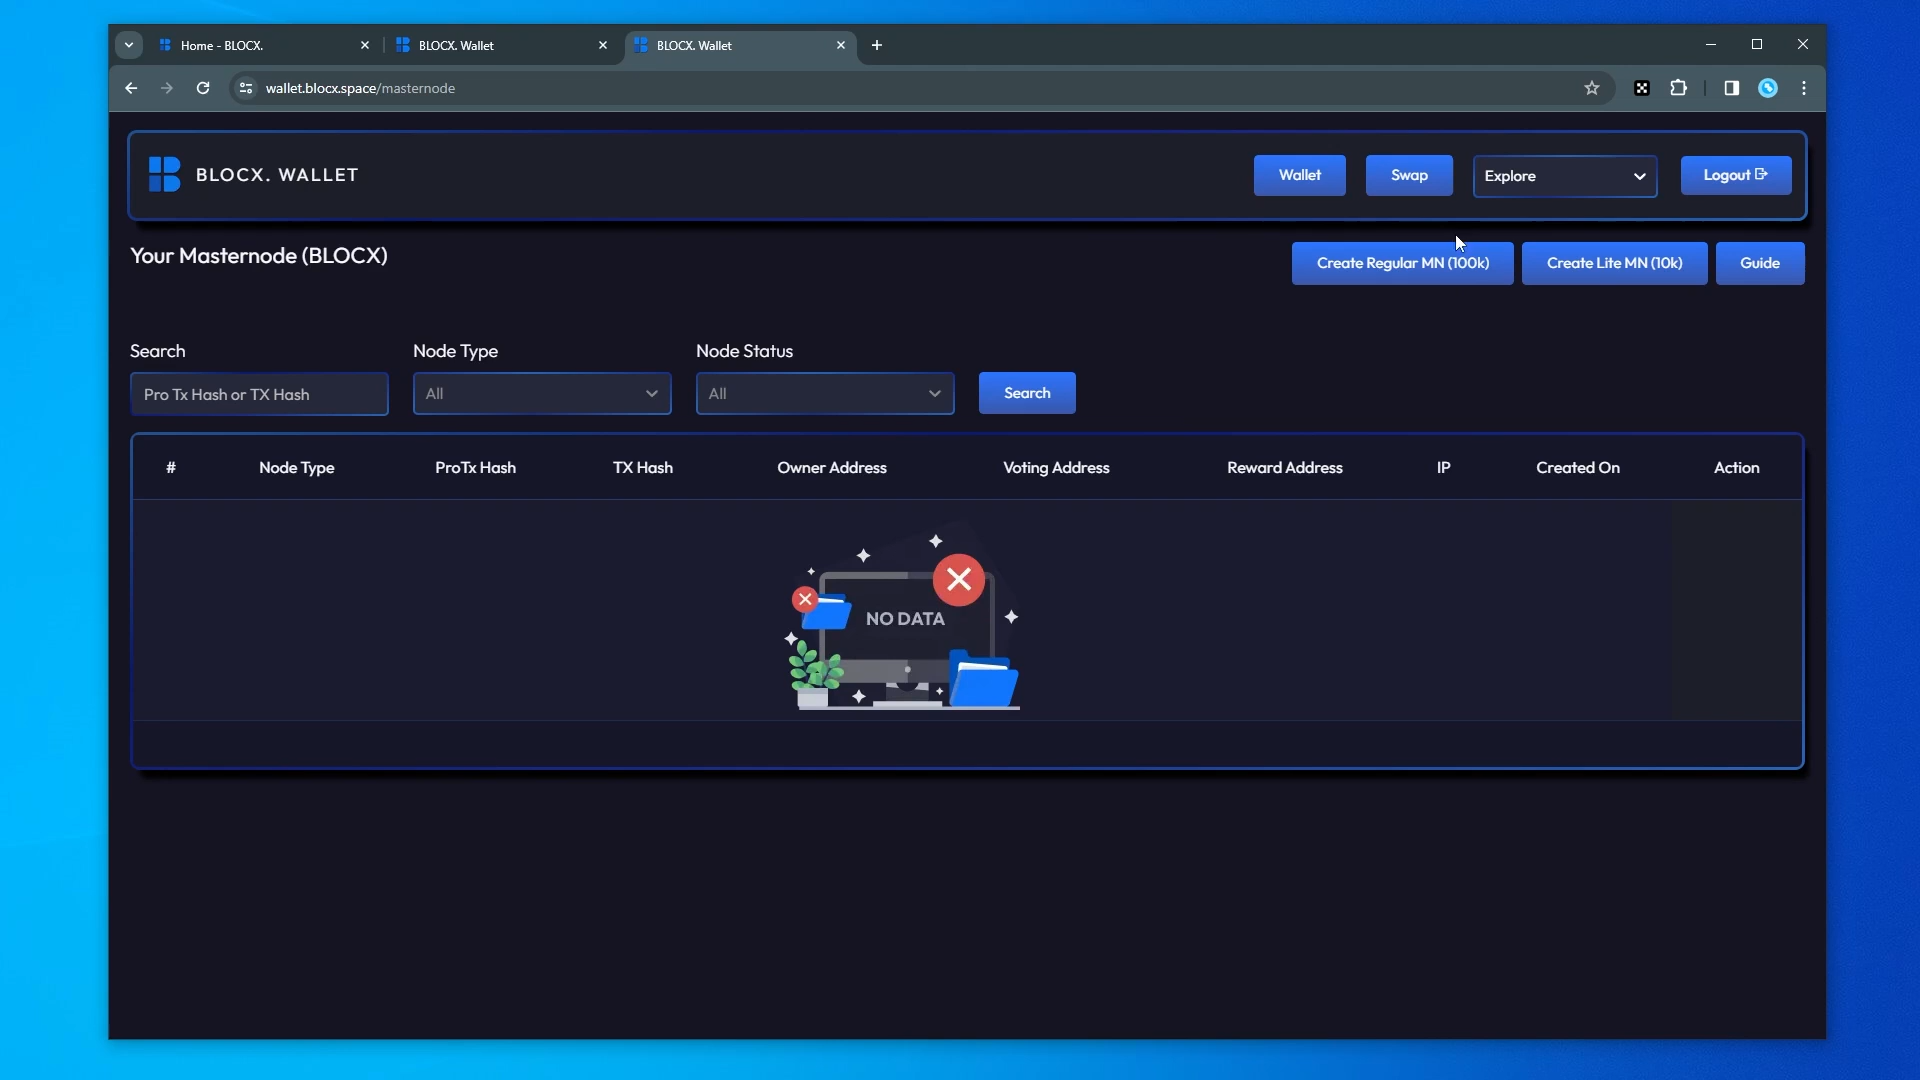 Home - BLOCX.
BLOCX. Wallet
BLOCX. Wallet
wallet.blocx.space/masternode
BLOCX. WALLET
Wallet
Swap
Explore
Logout
Your Masternode (BLOCX)
Create Regular MN (100k)
Create Lite MN (10k)
Guide
Search
Node Type
Node Status
Pro Tx Hash or TX Hash
All
All
Search
#
Node Type
ProTx Hash
TX Hash
Owner Address
Voting Address
Reward Address
IP
Created On
Action
NO DATA